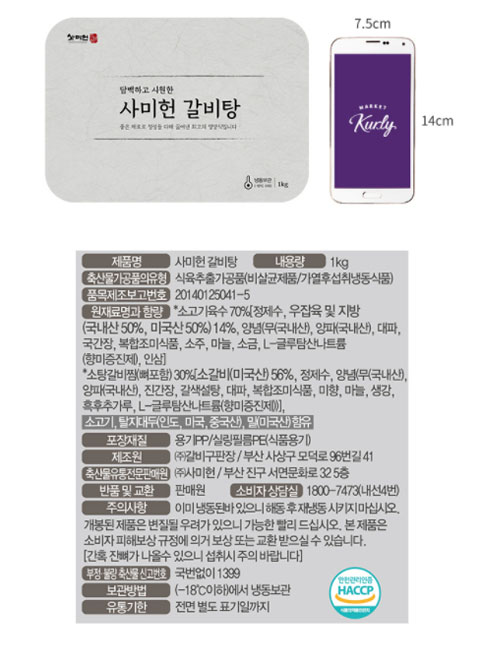 사미헌
7.5cm
담백하고 시원한
사미헌 갈비탕
좋은 재료로 정성을 다해 끓여낸 최고의 영양식입니다
MARKET
Kurly
14cm
냉동보관
1kg
제품명 사미헌 갈비탕 내용량 1kg
축산물가공품의유형 식육추출가공품(비살균제품/가열후섭취냉동식품)
품목제조보고번호 20140125041-5
원재료명과 함량 *소고기육수 70%[정제수, 우잡육 및 지방
(국내산 50%, 미국산 50%) 14%, 양념(무(국내산), 양파(국내산), 대파,
국간장, 복합조미식품, 소주, 마늘, 소금, L-글루탐산나트륨
(향미증진제), 인삼]
*소탕갈비찜(뼈포함) 30%[소갈비(미국산) 56%, 정제수, 양념(무(국내산),
양파(국내산), 진간장, 갈색설탕, 대파, 복합조미식품, 미향, 마늘, 생강,
흑후추가루, L-글루탐산나트륨(향미증진제))],
소고기, 탈지대두(인도, 미국, 중국산), 밀(미국산)함유
포장재질 용기PP/실링필름PE(식품용기)
제조원 ㈜갈비구판장 / 부산 사상구 모덕로 96번길 41
축산물유통전문판매원 ㈜사미헌 / 부산 진구 서면문화로 32 5층
반품 및 교환 판매원 소비자 상담실 1800-7473(내선4번)
주의사항 이미 냉동된바 있으니 해동 후 재냉동 시키지 마십시오.
개봉된 제품은 변질될 우려가 있으니 가능한 빨리 드십시오. 본 제품은
소비자 피해보상 규정에 의거 보상 또는 교환 받으실 수 있습니다.
[간혹 잔뼈가 나올수 있으니 섭취시 주의 바랍니다]
부정·불량 축산물 신고번호 국번없이 1399
보관방법 (-18℃이하)에서 냉동보관
유통기한 전면 별도 표기일까지
안전관리인증
HACCP
식품의약품안전처